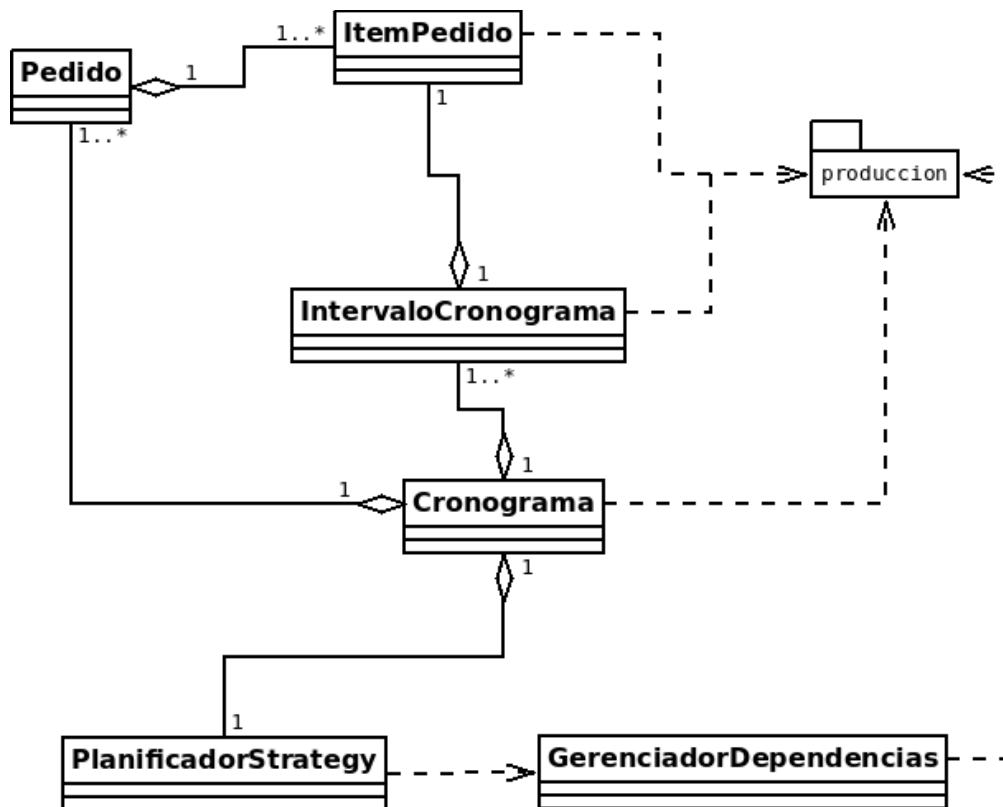 1..*
ItemPedido
Pedido
1
1..*
1
produccion
1
IntervaloCronograma
1..*
1
1
Cronograma
1
1
PlanificadorStrategy
GerenciadorDependencias